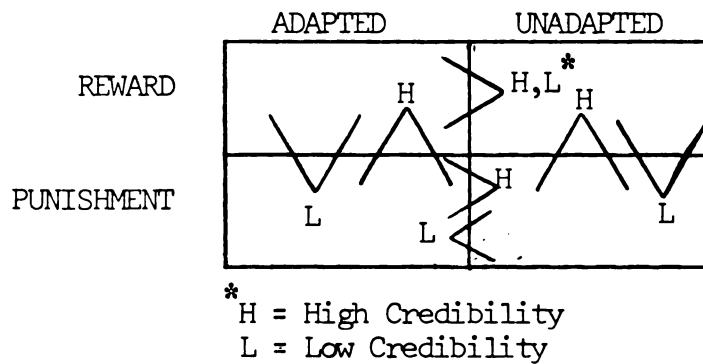 ADAPTED UNADAPTED
REWARD H H,L* H
PUNISHMENT L H L
L
*H = High Credibility
L = Low Credibility